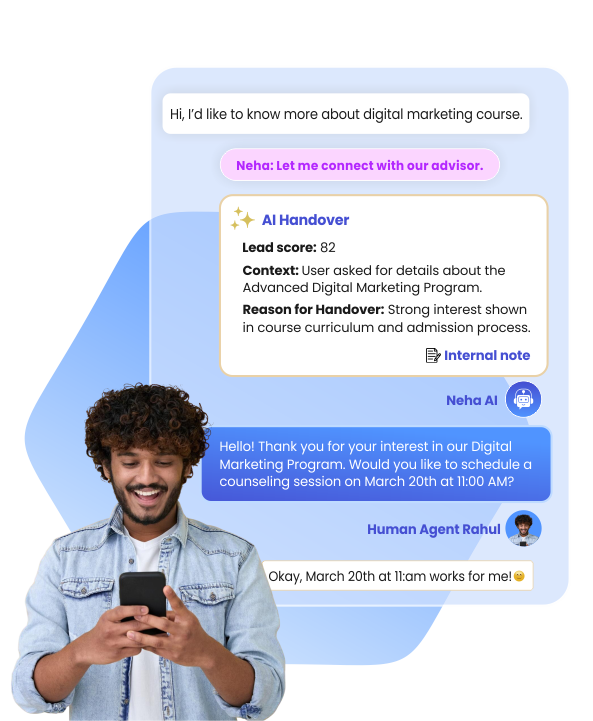 Hi, I’d like to know more about digital marketing course.
Neha: Let me connect with our advisor.
AI Handover
Lead score: 82
Context: User asked for details about the
Advanced Digital Marketing Program.
Reason for Handover: Strong interest shown
in course curriculum and admission process.
Internal note
Neha AI
Hello! Thank you for your interest in our Digital
Marketing Program. Would you like to schedule a
counseling session on March 20th at 11:00 AM?
Human Agent Rahul
Okay, March 20th at 11:am works for me!😊